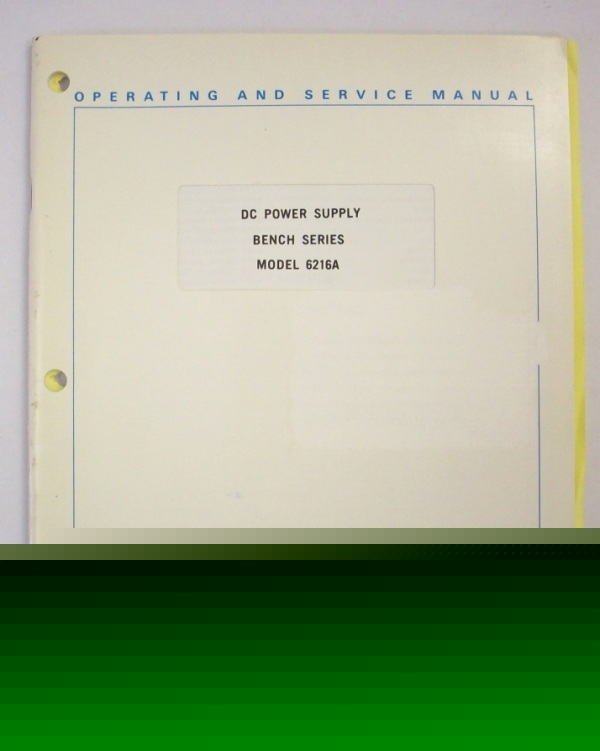 OPERATING AND SERVICE MANUAL
DC POWER SUPPLY
BENCH SERIES
MODEL 6216A